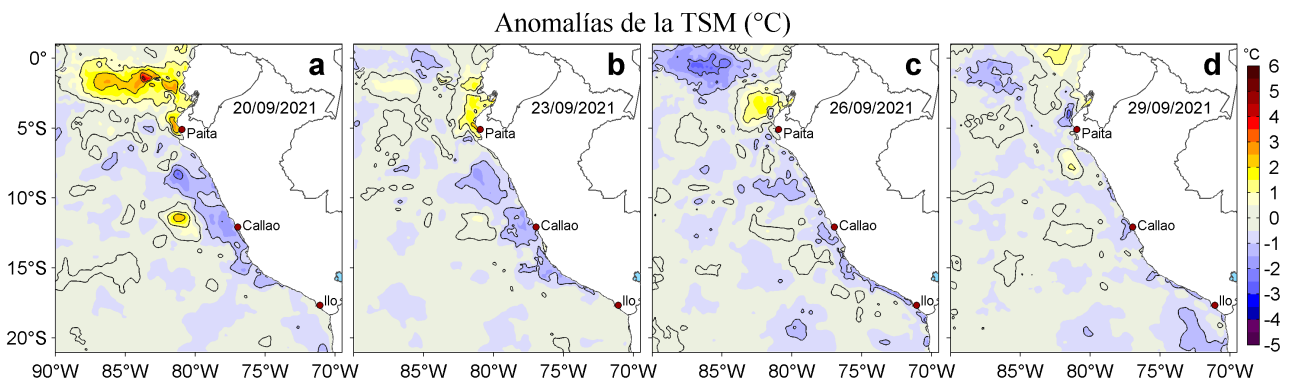 Anomalías de la TSM (°C)
a
b
c
d
20/09/2021
23/09/2021
26/09/2021
29/09/2021
Paita
Paita
Paita
Paita
Callao
Callao
Callao
Callao
Ilo
Ilo
Ilo
Ilo
0°
5°S
10°S
15°S
20°S
90°W 85°W 80°W 75°W 70°W
85°W 80°W 75°W 70°W
85°W 80°W 75°W 70°W
85°W 80°W 75°W 70°W
°C
6
5
4
3
2
1
0
-1
-2
-3
-4
-5